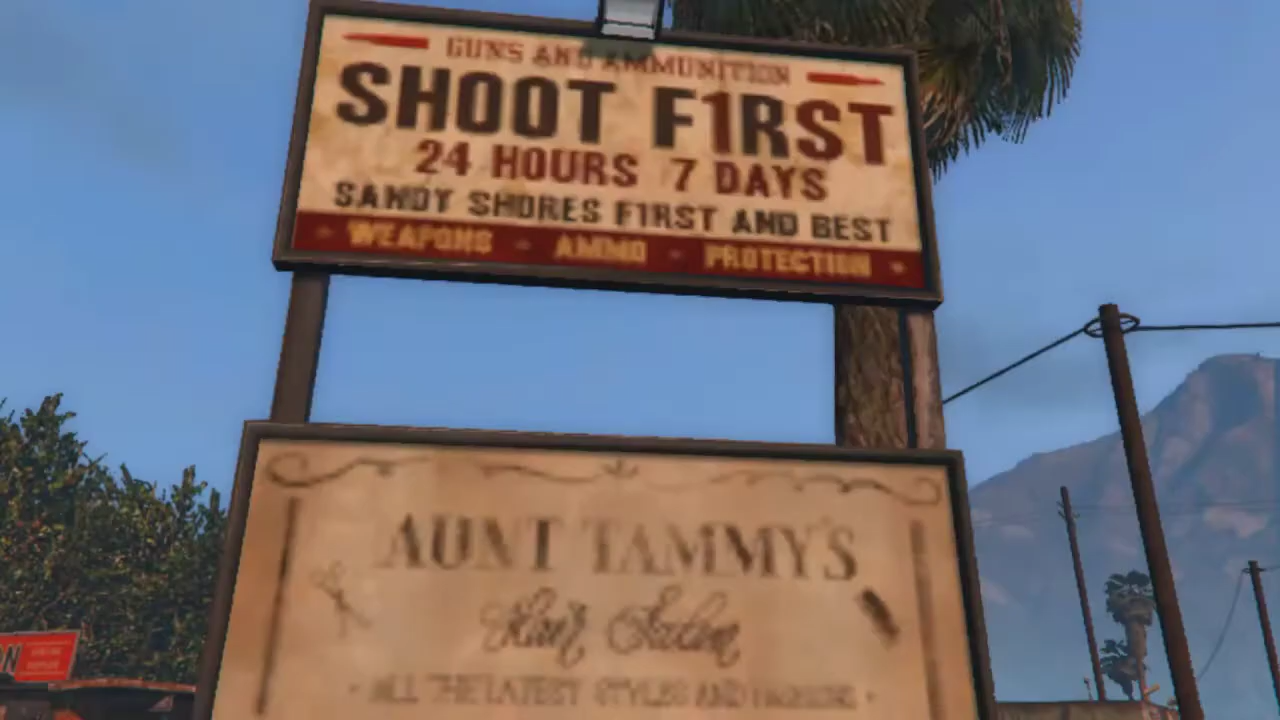 GUNS AND AMMUNITION
SHOOT F1RST
24 HOURS 7 DAYS
SANDY SHORES F1RST AND BEST
WEAPONS - AMMO - PROTECTION
AUNT TAMMY'S
Hair Salon
ALL THE LATEST STYLES AND